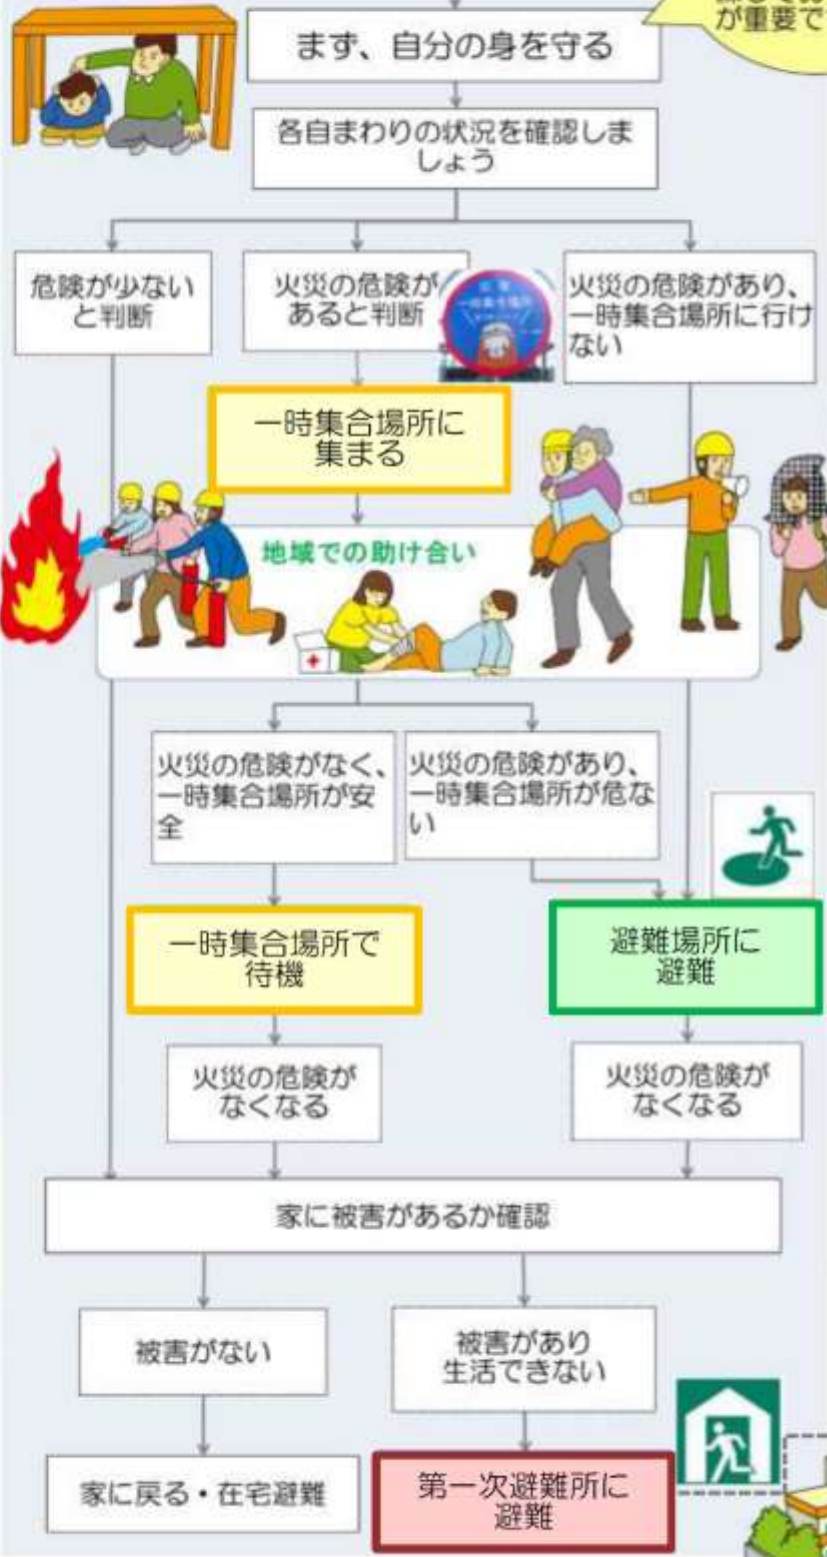 が重要で
まず、自分の身を守る
各自まわりの状況を確認しま
しょう
危険が少ない
と判断
火災の危険が
あると判断
一時集合場所
火災の危険があり、
一時集合場所に行け
ない
一時集合場所に
集まる
地域での助け合い
火災の危険がなく、
一時集合場所が安
全
火災の危険があり、
一時集合場所が危な
い
一時集合場所で
待機
避難場所に
避難
火災の危険が
なくなる
火災の危険が
なくなる
家に被害があるか確認
被害がない
被害があり
生活できない
家に戻る・在宅避難
第一次避難所に
避難